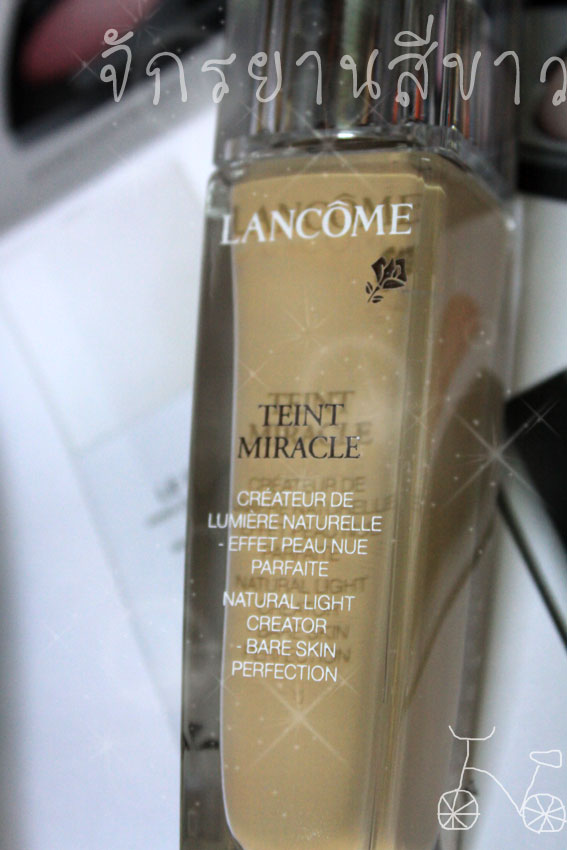 จักรยานสีขาว
LANCÔME
TEINT
MIRACLE
CRÉATEUR DE
LUMIÈRE NATURELLE
- EFFET PEAU NUE
PARFAITE
NATURAL LIGHT
CREATOR
- BARE SKIN
PERFECTION